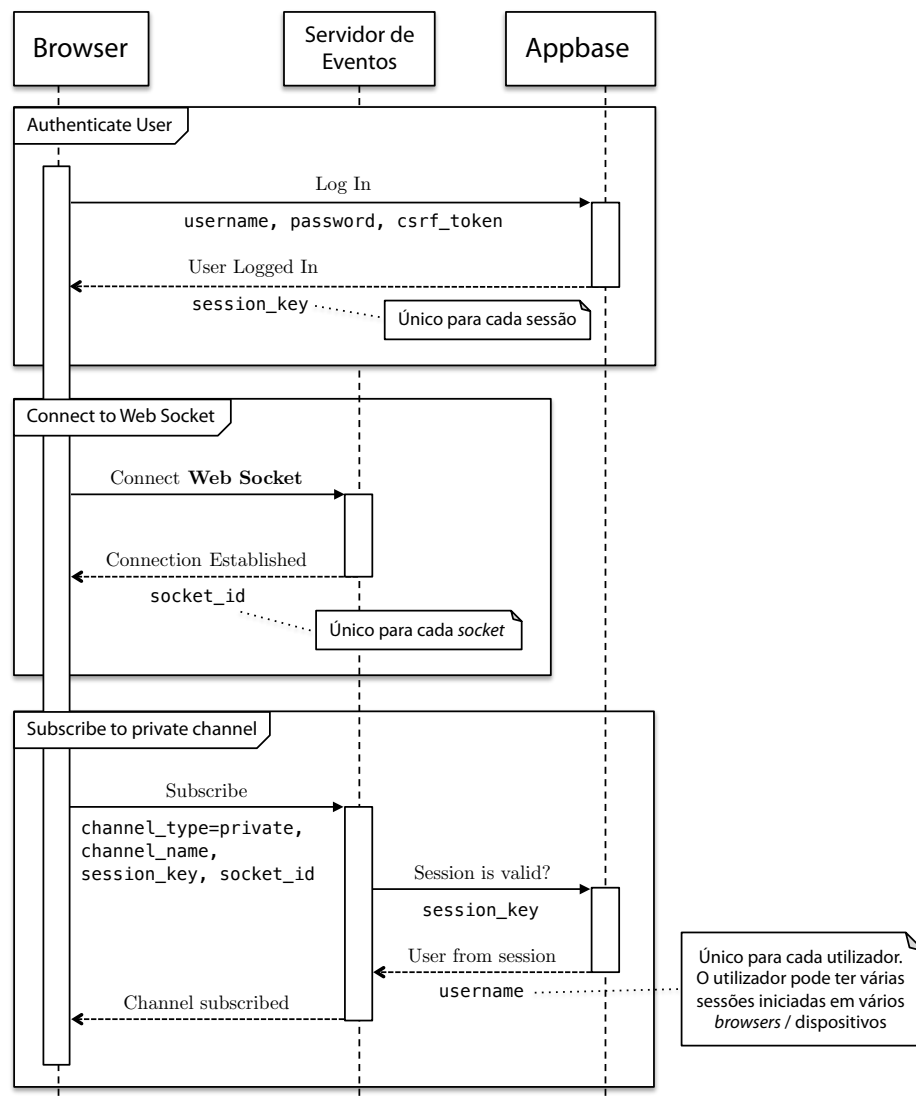 Browser
Servidor de
Eventos
Appbase
Authenticate User
Log In
username, password, csrf_token
User Logged In
session_key
Único para cada sessão
Connect to Web Socket
Connect Web Socket
Connection Established
socket_id
Único para cada socket
Subscribe to private channel
Subscribe
channel_type=private,
channel_name,
session_key, socket_id
Session is valid?
session_key
User from session
username
Channel subscribed
Único para cada utilizador.
O utilizador pode ter várias
sessões iniciadas em vários
browsers / dispositivos